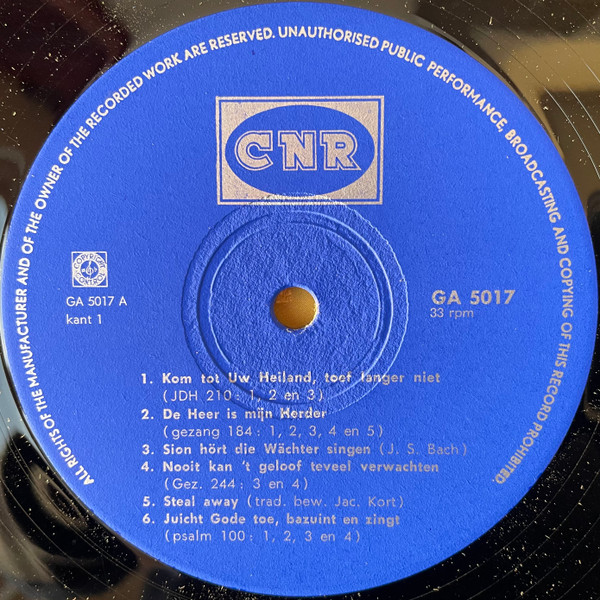 ALL RIGHTS OF THE MANUFACTURER AND OF THE OWNER OF THE RECORDED WORK ARE RESERVED. UNAUTHORISED PUBLIC PERFORMANCE, BROADCASTING AND COPYING OF THIS RECORD PROHIBITED.
CNR
GA 5017 A
kant 1
GA 5017
33 rpm
1. Kom tot Uw Heiland, toef langer niet
(JDH 210: 1, 2 en 3)
2. De Heer is mijn Herder
(gezang 184: 1, 2, 3, 4 en 5)
3. Sion hört die Wächter singen (J. S. Bach)
4. Nooit kan 't geloof teveel verwachten
(Gez. 244: 3 en 4)
5. Steal away (trad. bew. Jac. Kort)
6. Juicht Gode toe, bazuint en zingt
(psalm 100: 1, 2, 3 en 4)